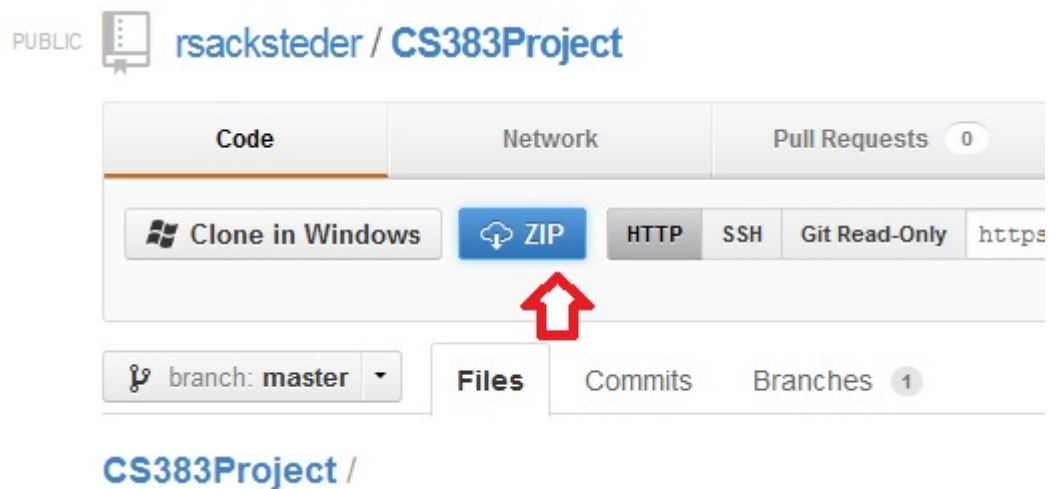 PUBLIC rsacksteder / CS383Project
Code Network Pull Requests 0
Clone in Windows ZIP HTTP SSH Git Read-Only https
branch: master Files Commits Branches 1
CS383Project /